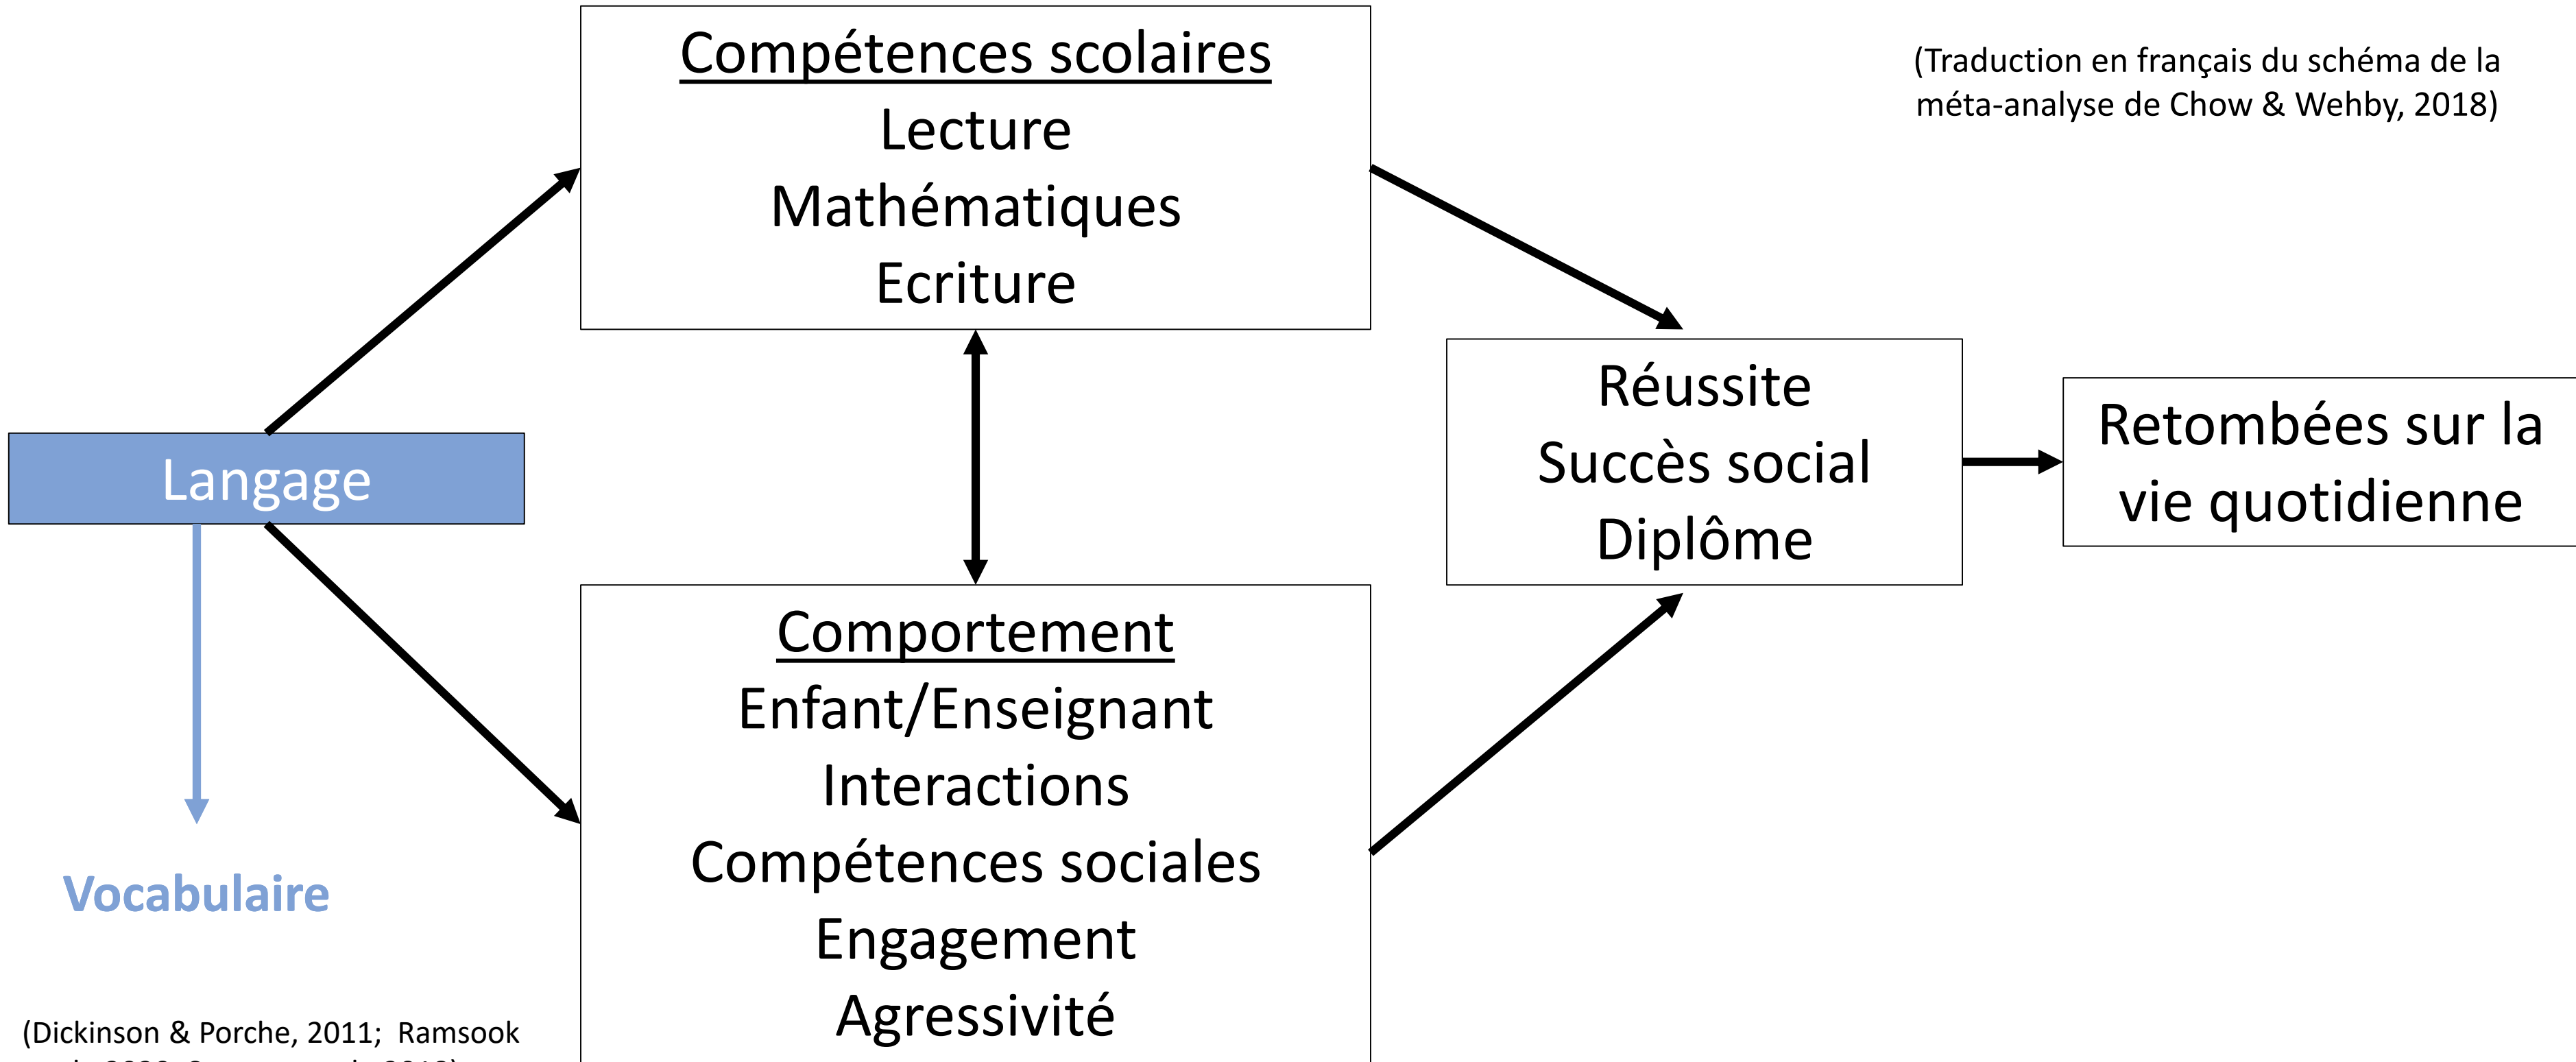 Compétences scolaires
Lecture
Mathématiques
Ecriture
(Traduction en français du schéma de la
méta-analyse de Chow & Wehby, 2018)
Langage
Réussite
Succès social
Diplôme
Retombées sur la
vie quotidienne
Comportement
Enfant/Enseignant
Interactions
Compétences sociales
Engagement
Agressivité
Vocabulaire
(Dickinson & Porche, 2011; Ramsook